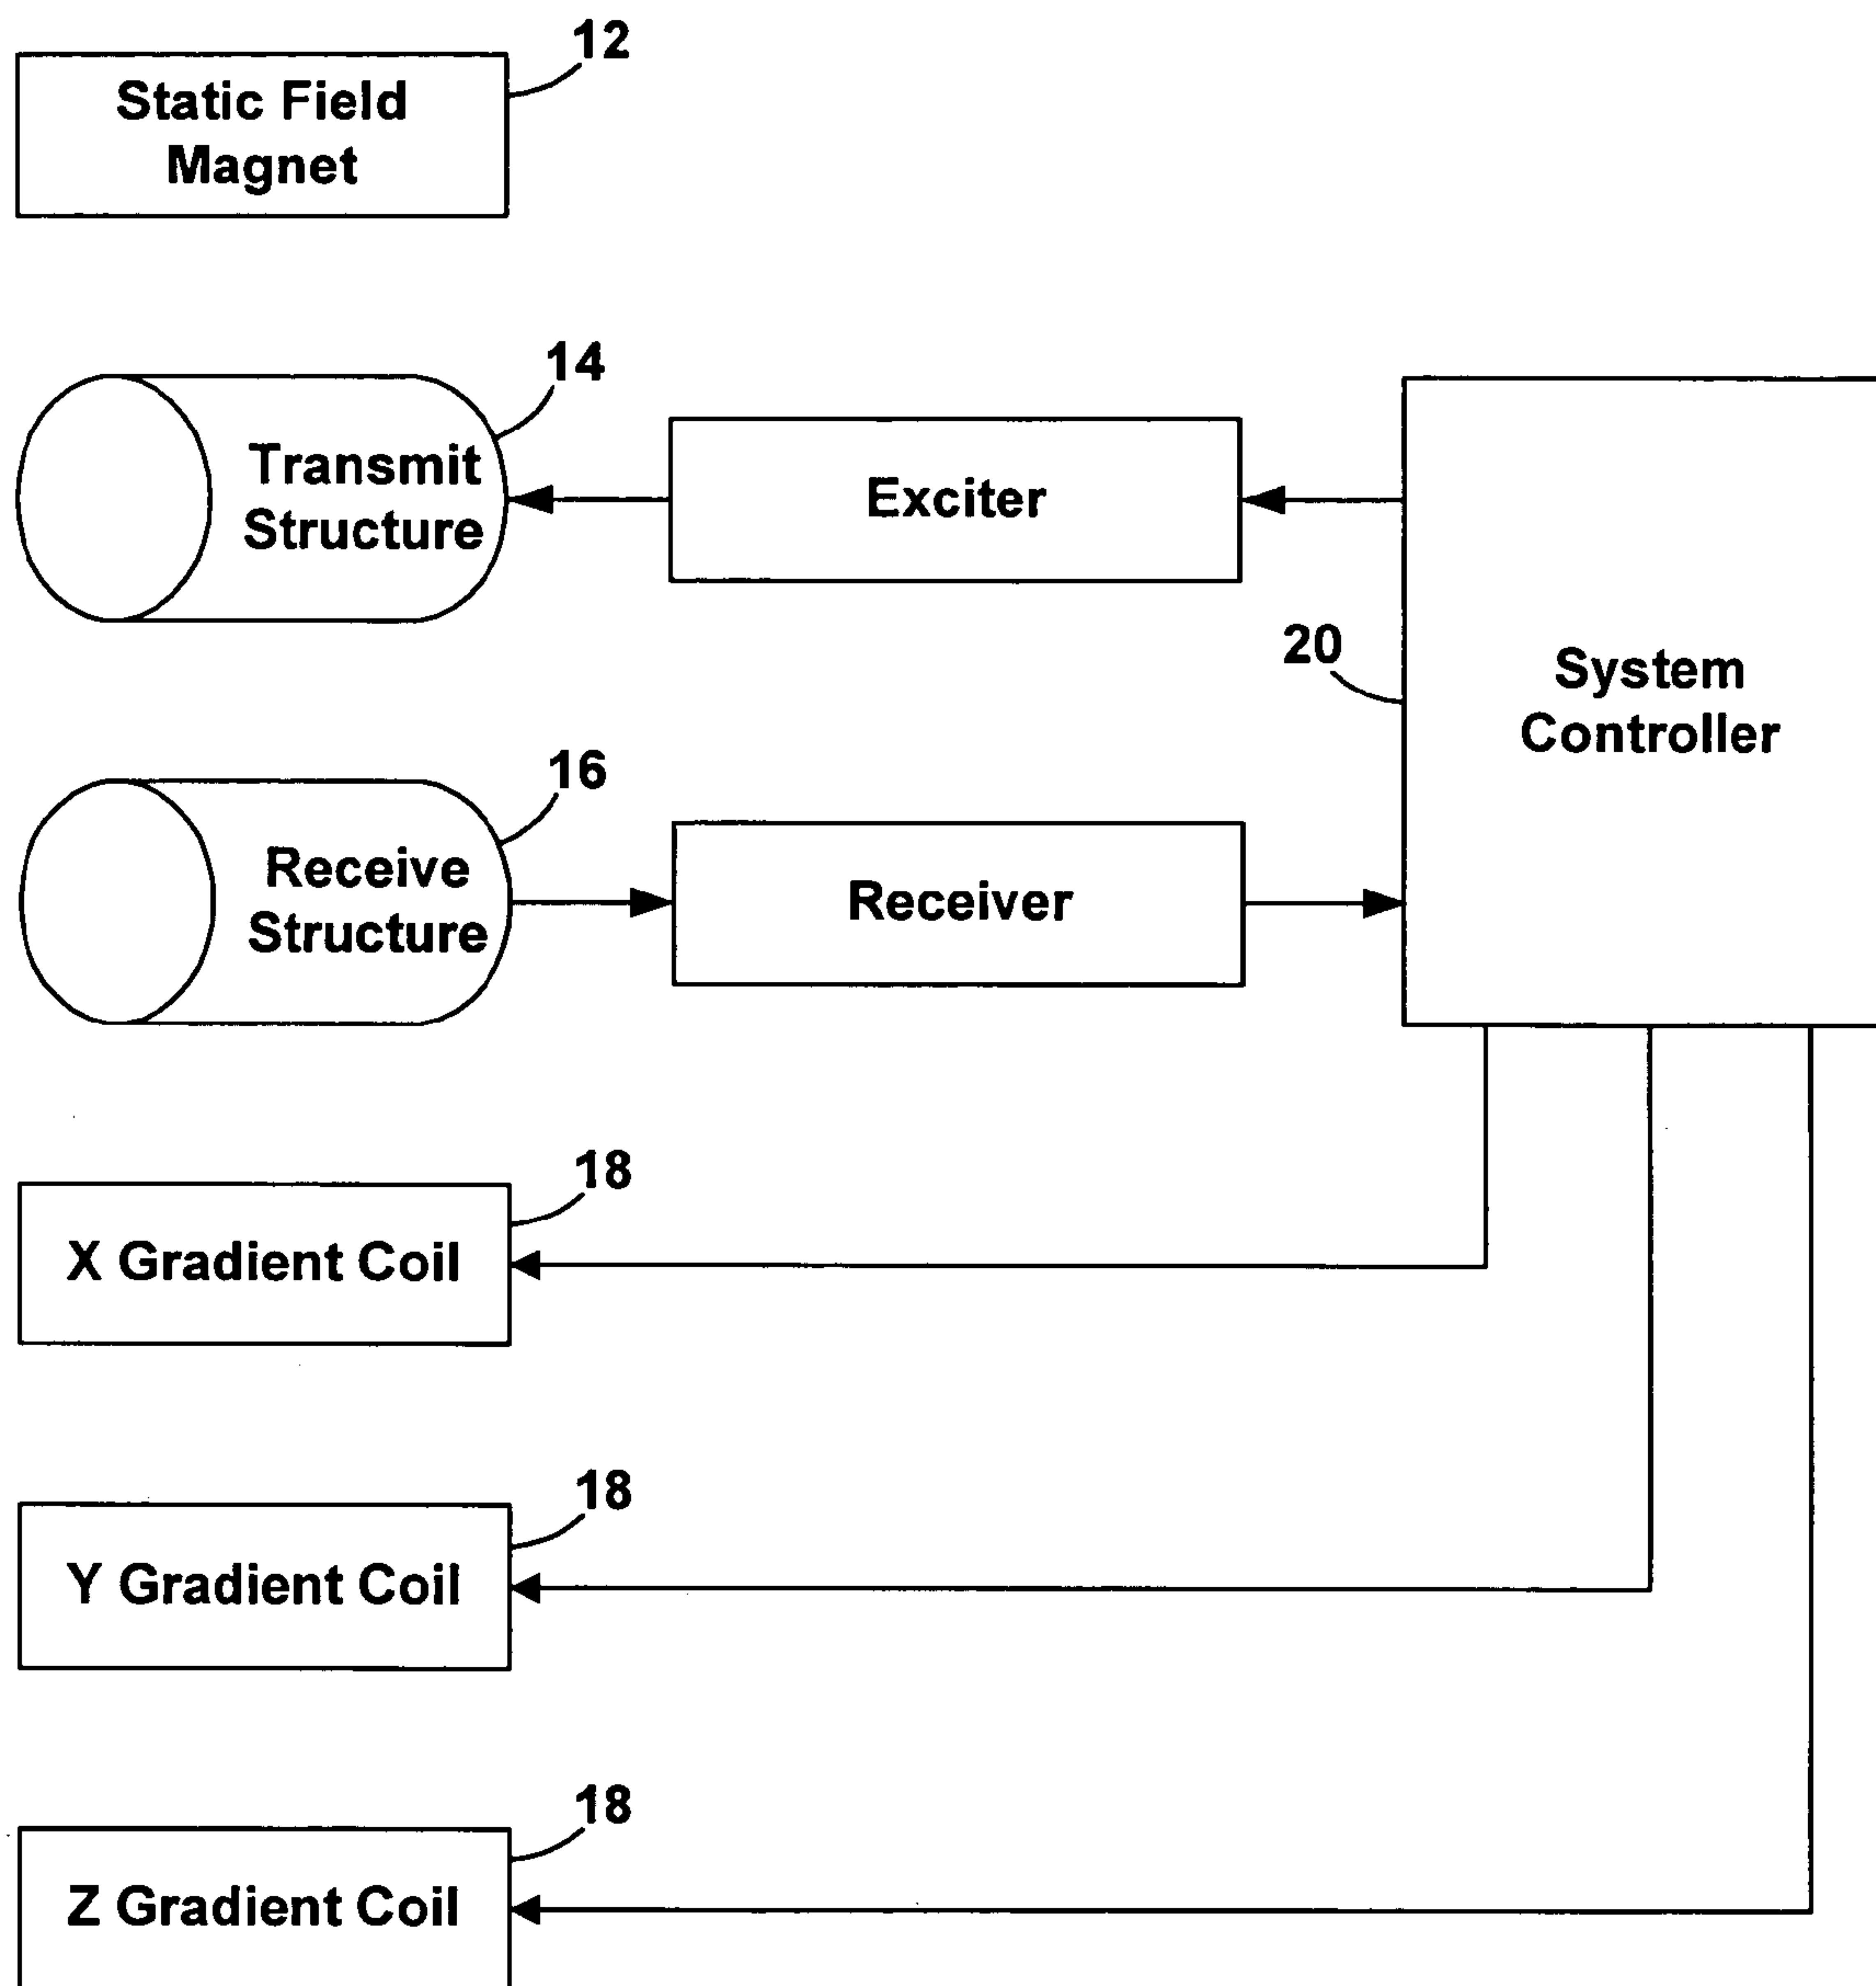 12
Static Field
Magnet
14
Transmit
Structure
Exciter
20
System
Controller
16
Receive
Structure
Receiver
18
X Gradient Coil
18
Y Gradient Coil
18
Z Gradient Coil